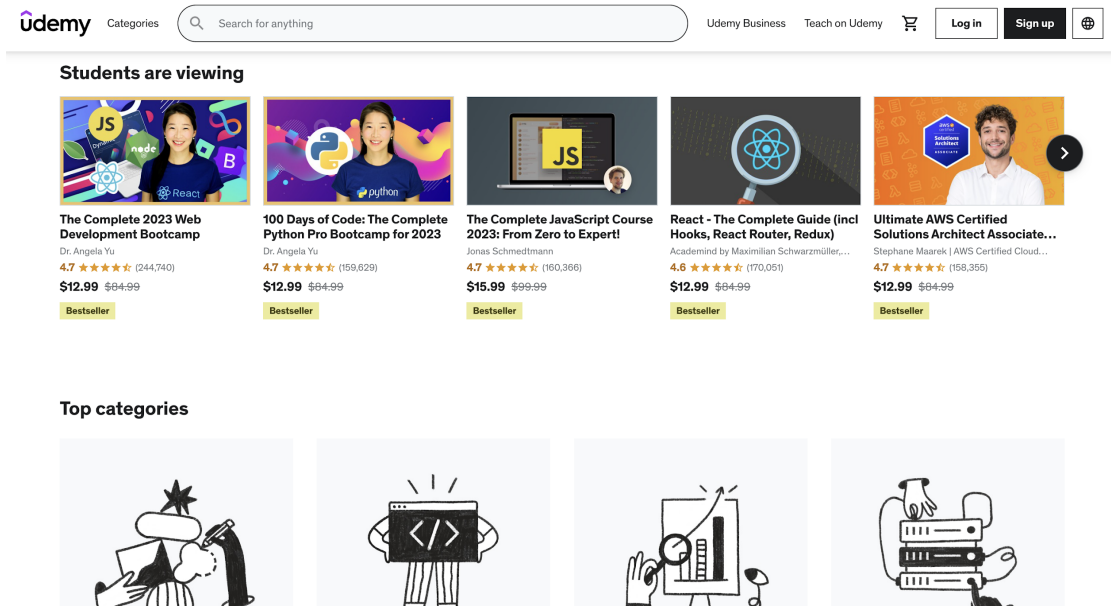 ûdemy Categories Search for anything Udemy Business Teach on Udemy Log in Sign up
Students are viewing
JS
node
React
B
The Complete 2023 Web
Development Bootcamp
Dr. Angela Yu
4.7 (244,740)
$12.99 $84.99
Bestseller
python
100 Days of Code: The Complete
Python Pro Bootcamp for 2023
Dr. Angela Yu
4.7 (159,629)
$12.99 $84.99
Bestseller
JS
The Complete JavaScript Course
2023: From Zero to Expert!
Jonas Schmedtmann
4.7 (160,366)
$15.99 $99.99
Bestseller
React - The Complete Guide (incl
Hooks, React Router, Redux)
Academind by Maximilian Schwarzmüller,...
4.6 (170,051)
$12.99 $84.99
Bestseller
aws
certified
Solutions
Architect
ASSOCIATE
Ultimate AWS Certified
Solutions Architect Associate...
Stephane Maarek | AWS Certified Cloud...
4.7 (158,355)
$12.99 $84.99
Bestseller
Top categories